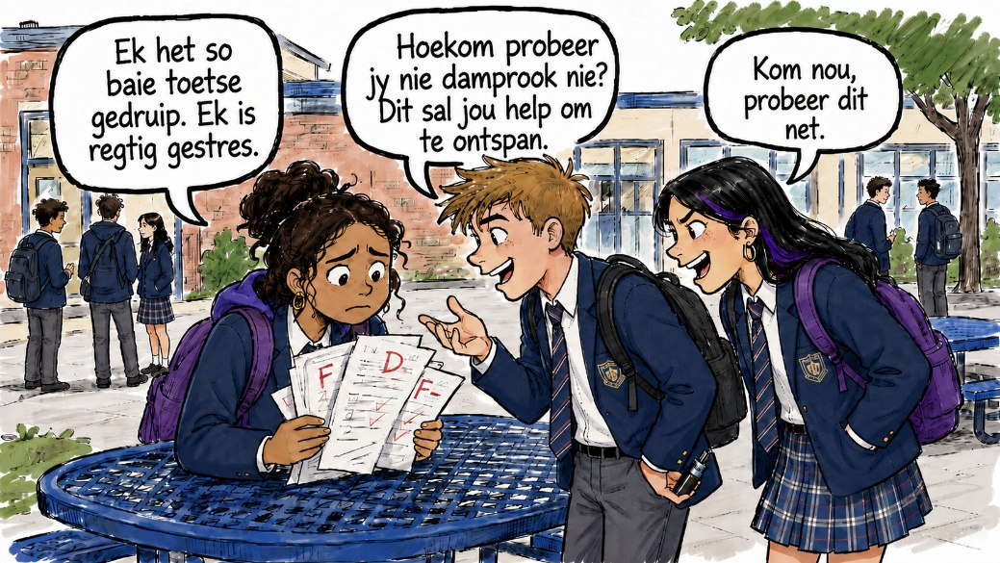 Ek het so
baie toetse
gedruip. Ek is
regtig gestres.
Hoekom probeer
jy nie damprook nie?
Dit sal jou help om
te ontspan.
Kom nou,
probeer dit
net.
F
D
F-